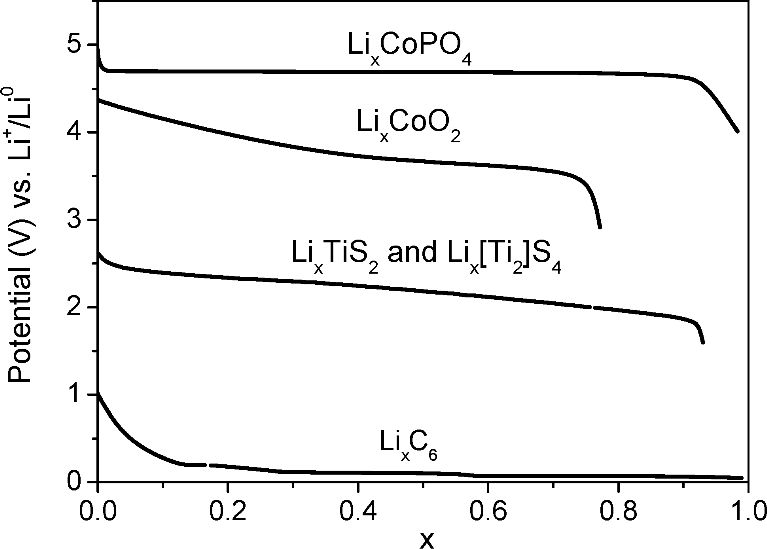 Potential (V) vs. Li⁺/Li⁰
5
4
3
2
1
0
LiₓCoPO₄
LiₓCoO₂
LiₓTiS₂ and Liₓ[Ti₂]S₄
LiₓC₆
0.0 0.2 0.4 0.6 0.8 1.0
x